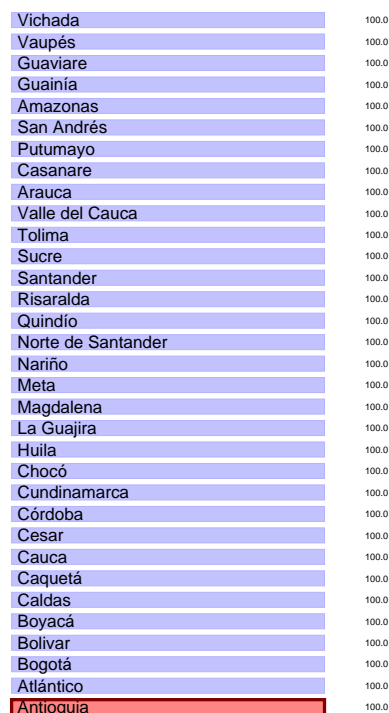 Vichada 100.0
Vaupés 100.0
Guaviare 100.0
Guainía 100.0
Amazonas 100.0
San Andrés 100.0
Putumayo 100.0
Casanare 100.0
Arauca 100.0
Valle del Cauca 100.0
Tolima 100.0
Sucre 100.0
Santander 100.0
Risaralda 100.0
Quindío 100.0
Norte de Santander 100.0
Nariño 100.0
Meta 100.0
Magdalena 100.0
La Guajira 100.0
Huila 100.0
Chocó 100.0
Cundinamarca 100.0
Córdoba 100.0
Cesar 100.0
Cauca 100.0
Caquetá 100.0
Caldas 100.0
Boyacá 100.0
Bolivar 100.0
Bogotá 100.0
Atlántico 100.0
Antioquia 100.0